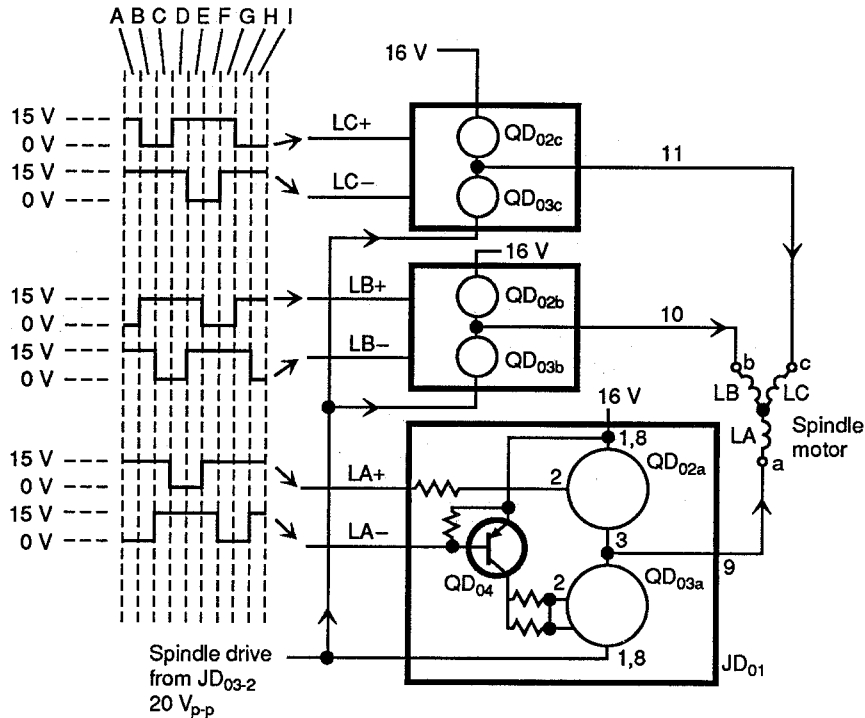 A B C D E F G H I
16 V
15 V
0 V
15 V
0 V
LC+
LC−
QD02c
QD03c
11
16 V
15 V
0 V
15 V
0 V
LB+
LB−
QD02b
QD03b
10
b
c
LB
LC
LA
a
Spindle
motor
16 V
1,8
15 V
0 V
15 V
0 V
LA+
LA−
2
QD02a
3
9
QD04
2
QD03a
1,8
JD01
Spindle drive
from JD03-2
20 Vp-p